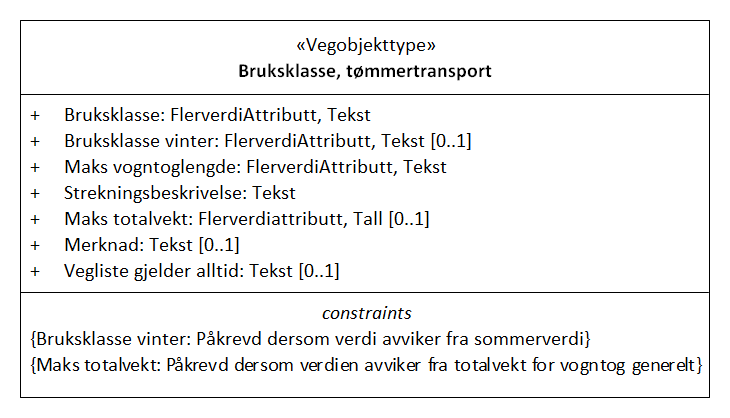 «Vegobjekttype»
Bruksklasse, tømmertransport
+ Bruksklasse: FlerverdiAttributt, Tekst
+ Bruksklasse vinter: FlerverdiAttributt, Tekst [0..1]
+ Maks vogntoglengde: FlerverdiAttributt, Tekst
+ Strekningsbeskrivelse: Tekst
+ Maks totalvekt: Flerverdiattributt, Tall [0..1]
+ Merknad: Tekst [0..1]
+ Vegliste gjelder alltid: Tekst [0..1]
constraints
{Bruksklasse vinter: Påkrevd dersom verdi avviker fra sommerverdi}
{Maks totalvekt: Påkrevd dersom verdien avviker fra totalvekt for vogntog generelt}